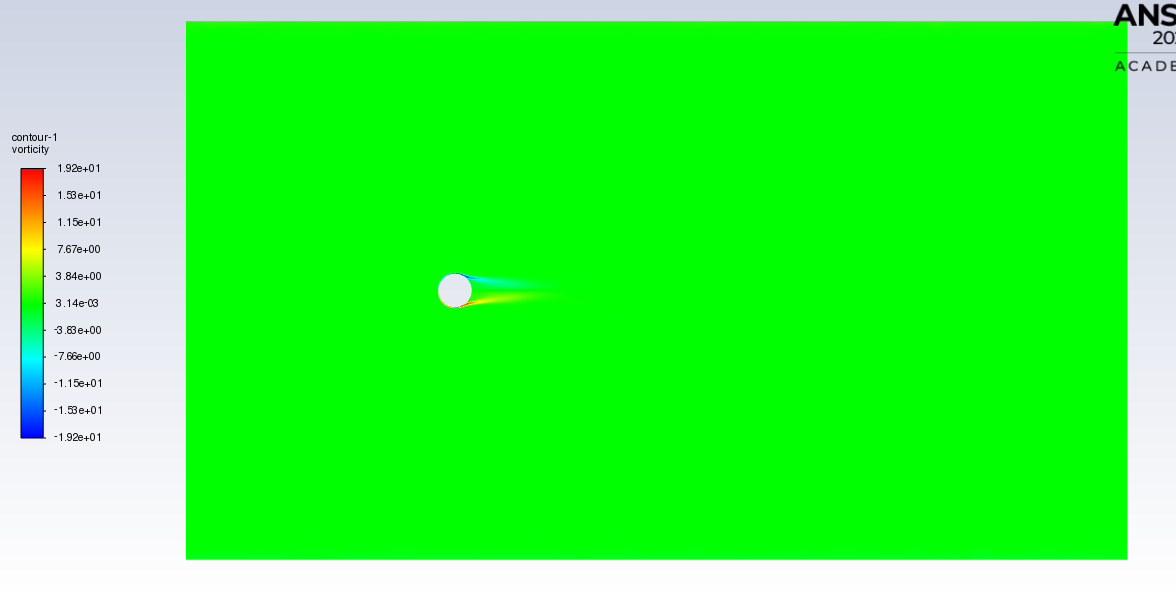 contour-1
vorticity
1.92e+01
1.53e+01
1.15e+01
7.67e+00
3.84e+00
3.14e-03
-3.83e+00
-7.66e+00
-1.15e+01
-1.53e+01
-1.92e+01
ANS
202
ACADE